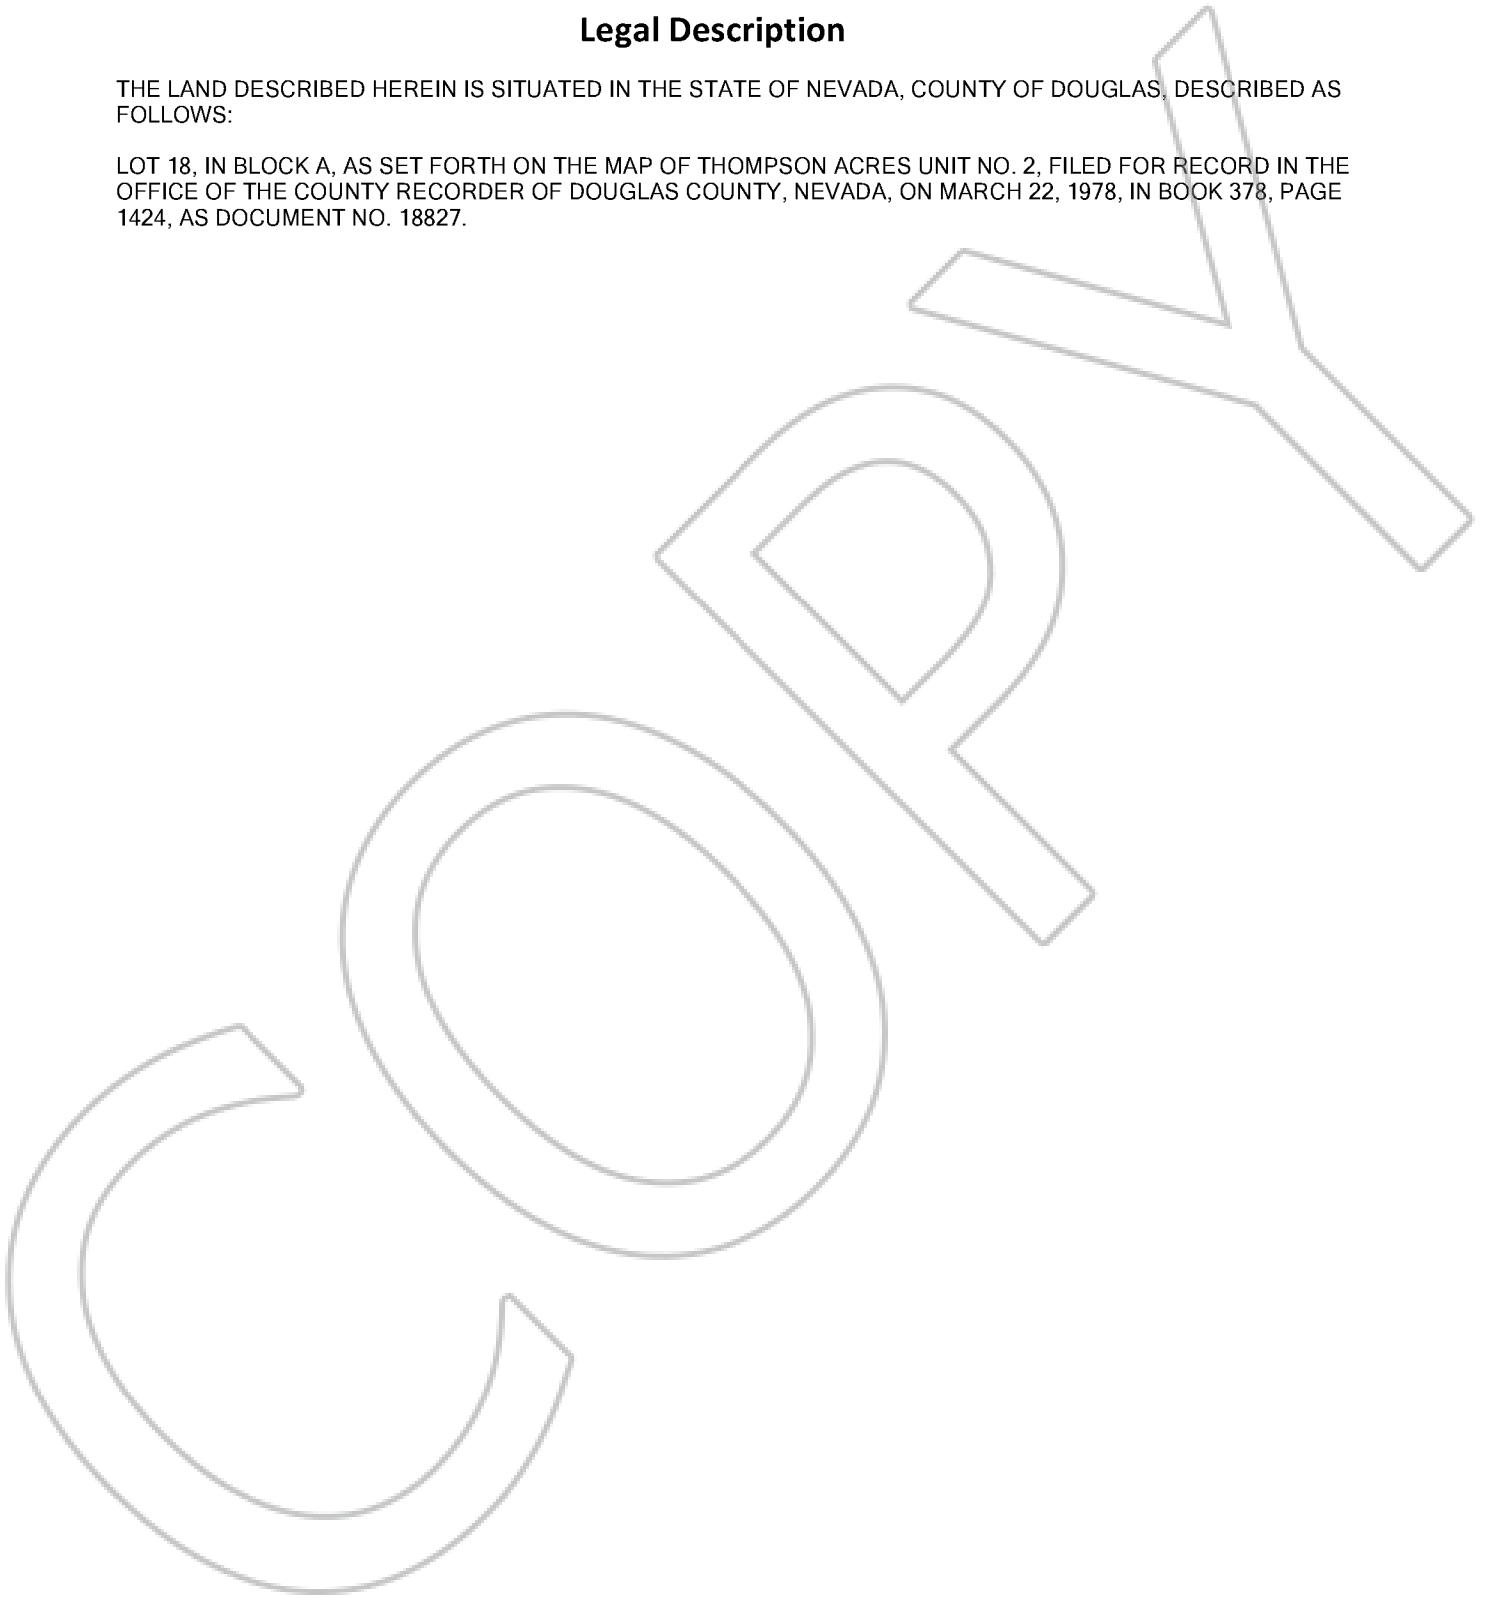 Legal Description
THE LAND DESCRIBED HEREIN IS SITUATED IN THE STATE OF NEVADA, COUNTY OF DOUGLAS, DESCRIBED AS
FOLLOWS:
LOT 18, IN BLOCK A, AS SET FORTH ON THE MAP OF THOMPSON ACRES UNIT NO. 2, FILED FOR RECORD IN THE
OFFICE OF THE COUNTY RECORDER OF DOUGLAS COUNTY, NEVADA, ON MARCH 22, 1978, IN BOOK 378, PAGE
1424, AS DOCUMENT NO. 18827.
COPY